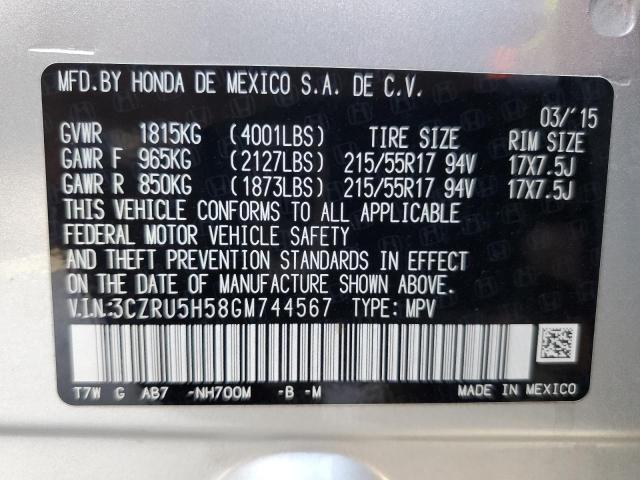 MFD.BY HONDA DE MEXICO S.A. DE C.V.
03/'15
GVWR 1815KG (4001LBS) TIRE SIZE RIM SIZE
GAWR F 965KG (2127LBS) 215/55R17 94V 17X7.5J
GAWR R 850KG (1873LBS) 215/55R17 94V 17X7.5J
THIS VEHICLE CONFORMS TO ALL APPLICABLE
FEDERAL MOTOR VEHICLE SAFETY
AND THEFT PREVENTION STANDARDS IN EFFECT
ON THE DATE OF MANUFACTURE SHOWN ABOVE.
V.I.N:3CZRU5H58GM744567 TYPE: MPV
T7W G AB7 -NH700M -B -M MADE IN MEXICO